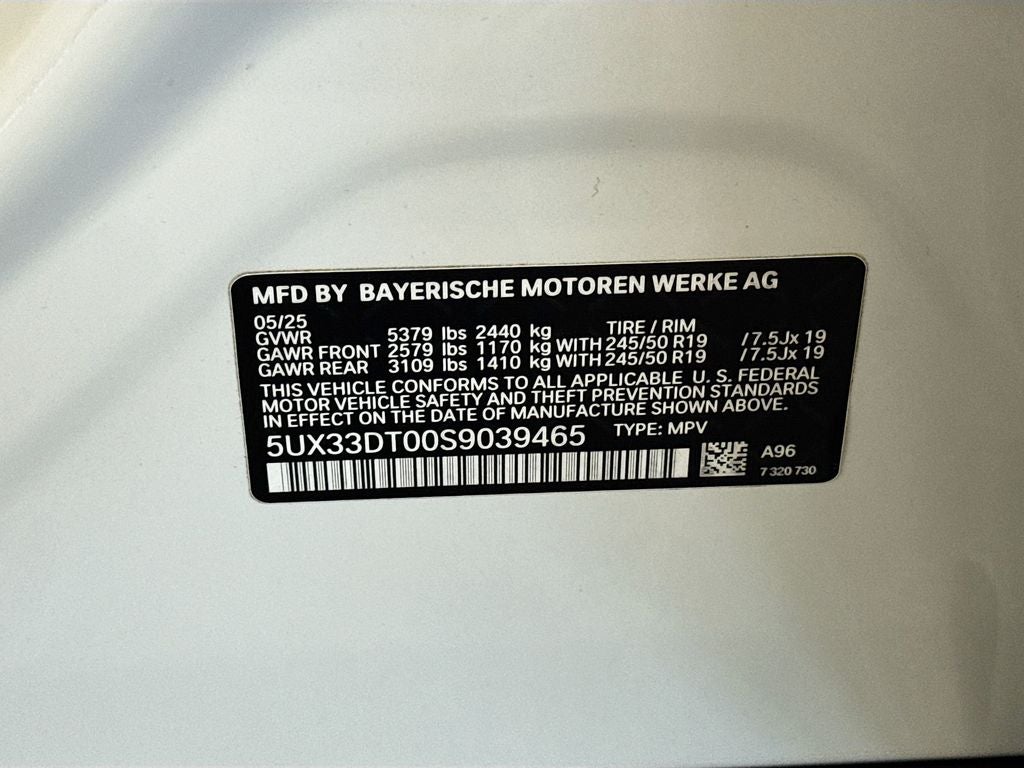 MFD BY BAYERISCHE MOTOREN WERKE AG
05/25
GVWR 5379 lbs 2440 kg TIRE / RIM
GAWR FRONT 2579 lbs 1170 kg WITH 245/50 R19 /7.5Jx 19
GAWR REAR 3109 lbs 1410 kg WITH 245/50 R19 /7.5Jx 19
THIS VEHICLE CONFORMS TO ALL APPLICABLE U. S. FEDERAL
MOTOR VEHICLE SAFETY AND THEFT PREVENTION STANDARDS
IN EFFECT ON THE DATE OF MANUFACTURE SHOWN ABOVE.
5UX33DT00S9039465 TYPE: MPV
A96
7 320 730